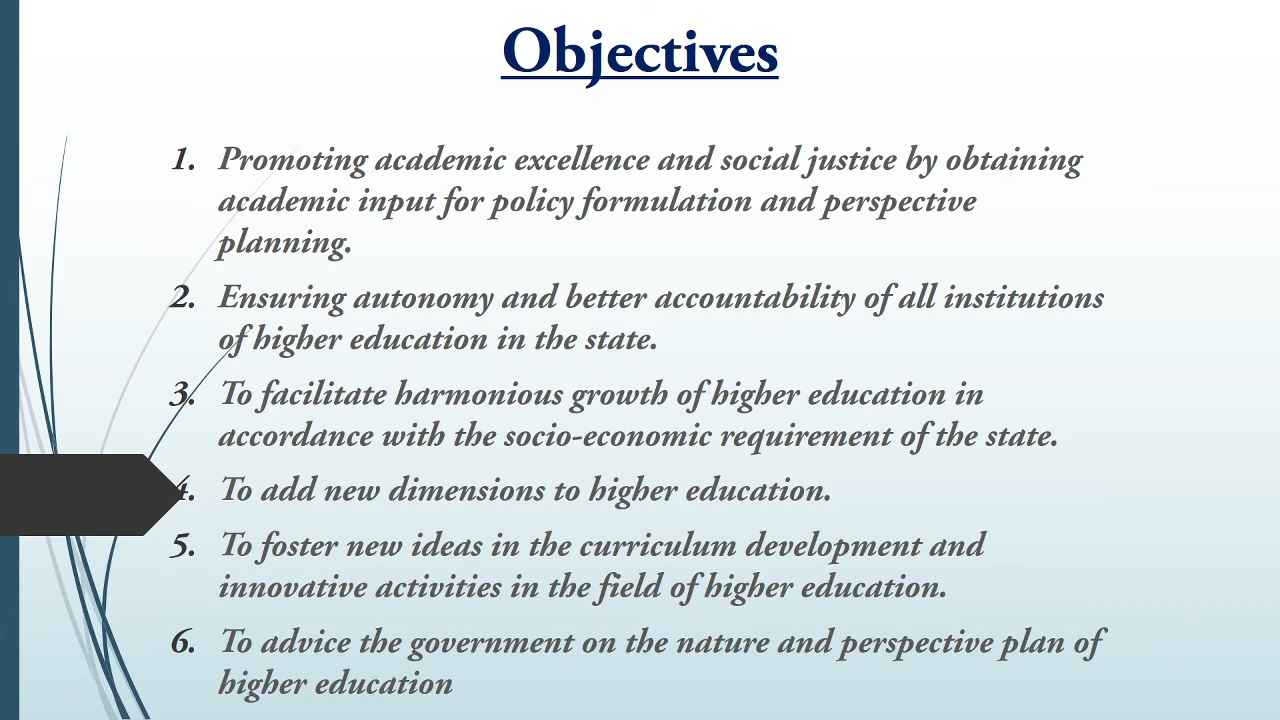 Objectives
1. Promoting academic excellence and social justice by obtaining
academic input for policy formulation and perspective
planning.
2. Ensuring autonomy and better accountability of all institutions
of higher education in the state.
3. To facilitate harmonious growth of higher education in
accordance with the socio-economic requirement of the state.
4. To add new dimensions to higher education.
5. To foster new ideas in the curriculum development and
innovative activities in the field of higher education.
6. To advice the government on the nature and perspective plan of
higher education